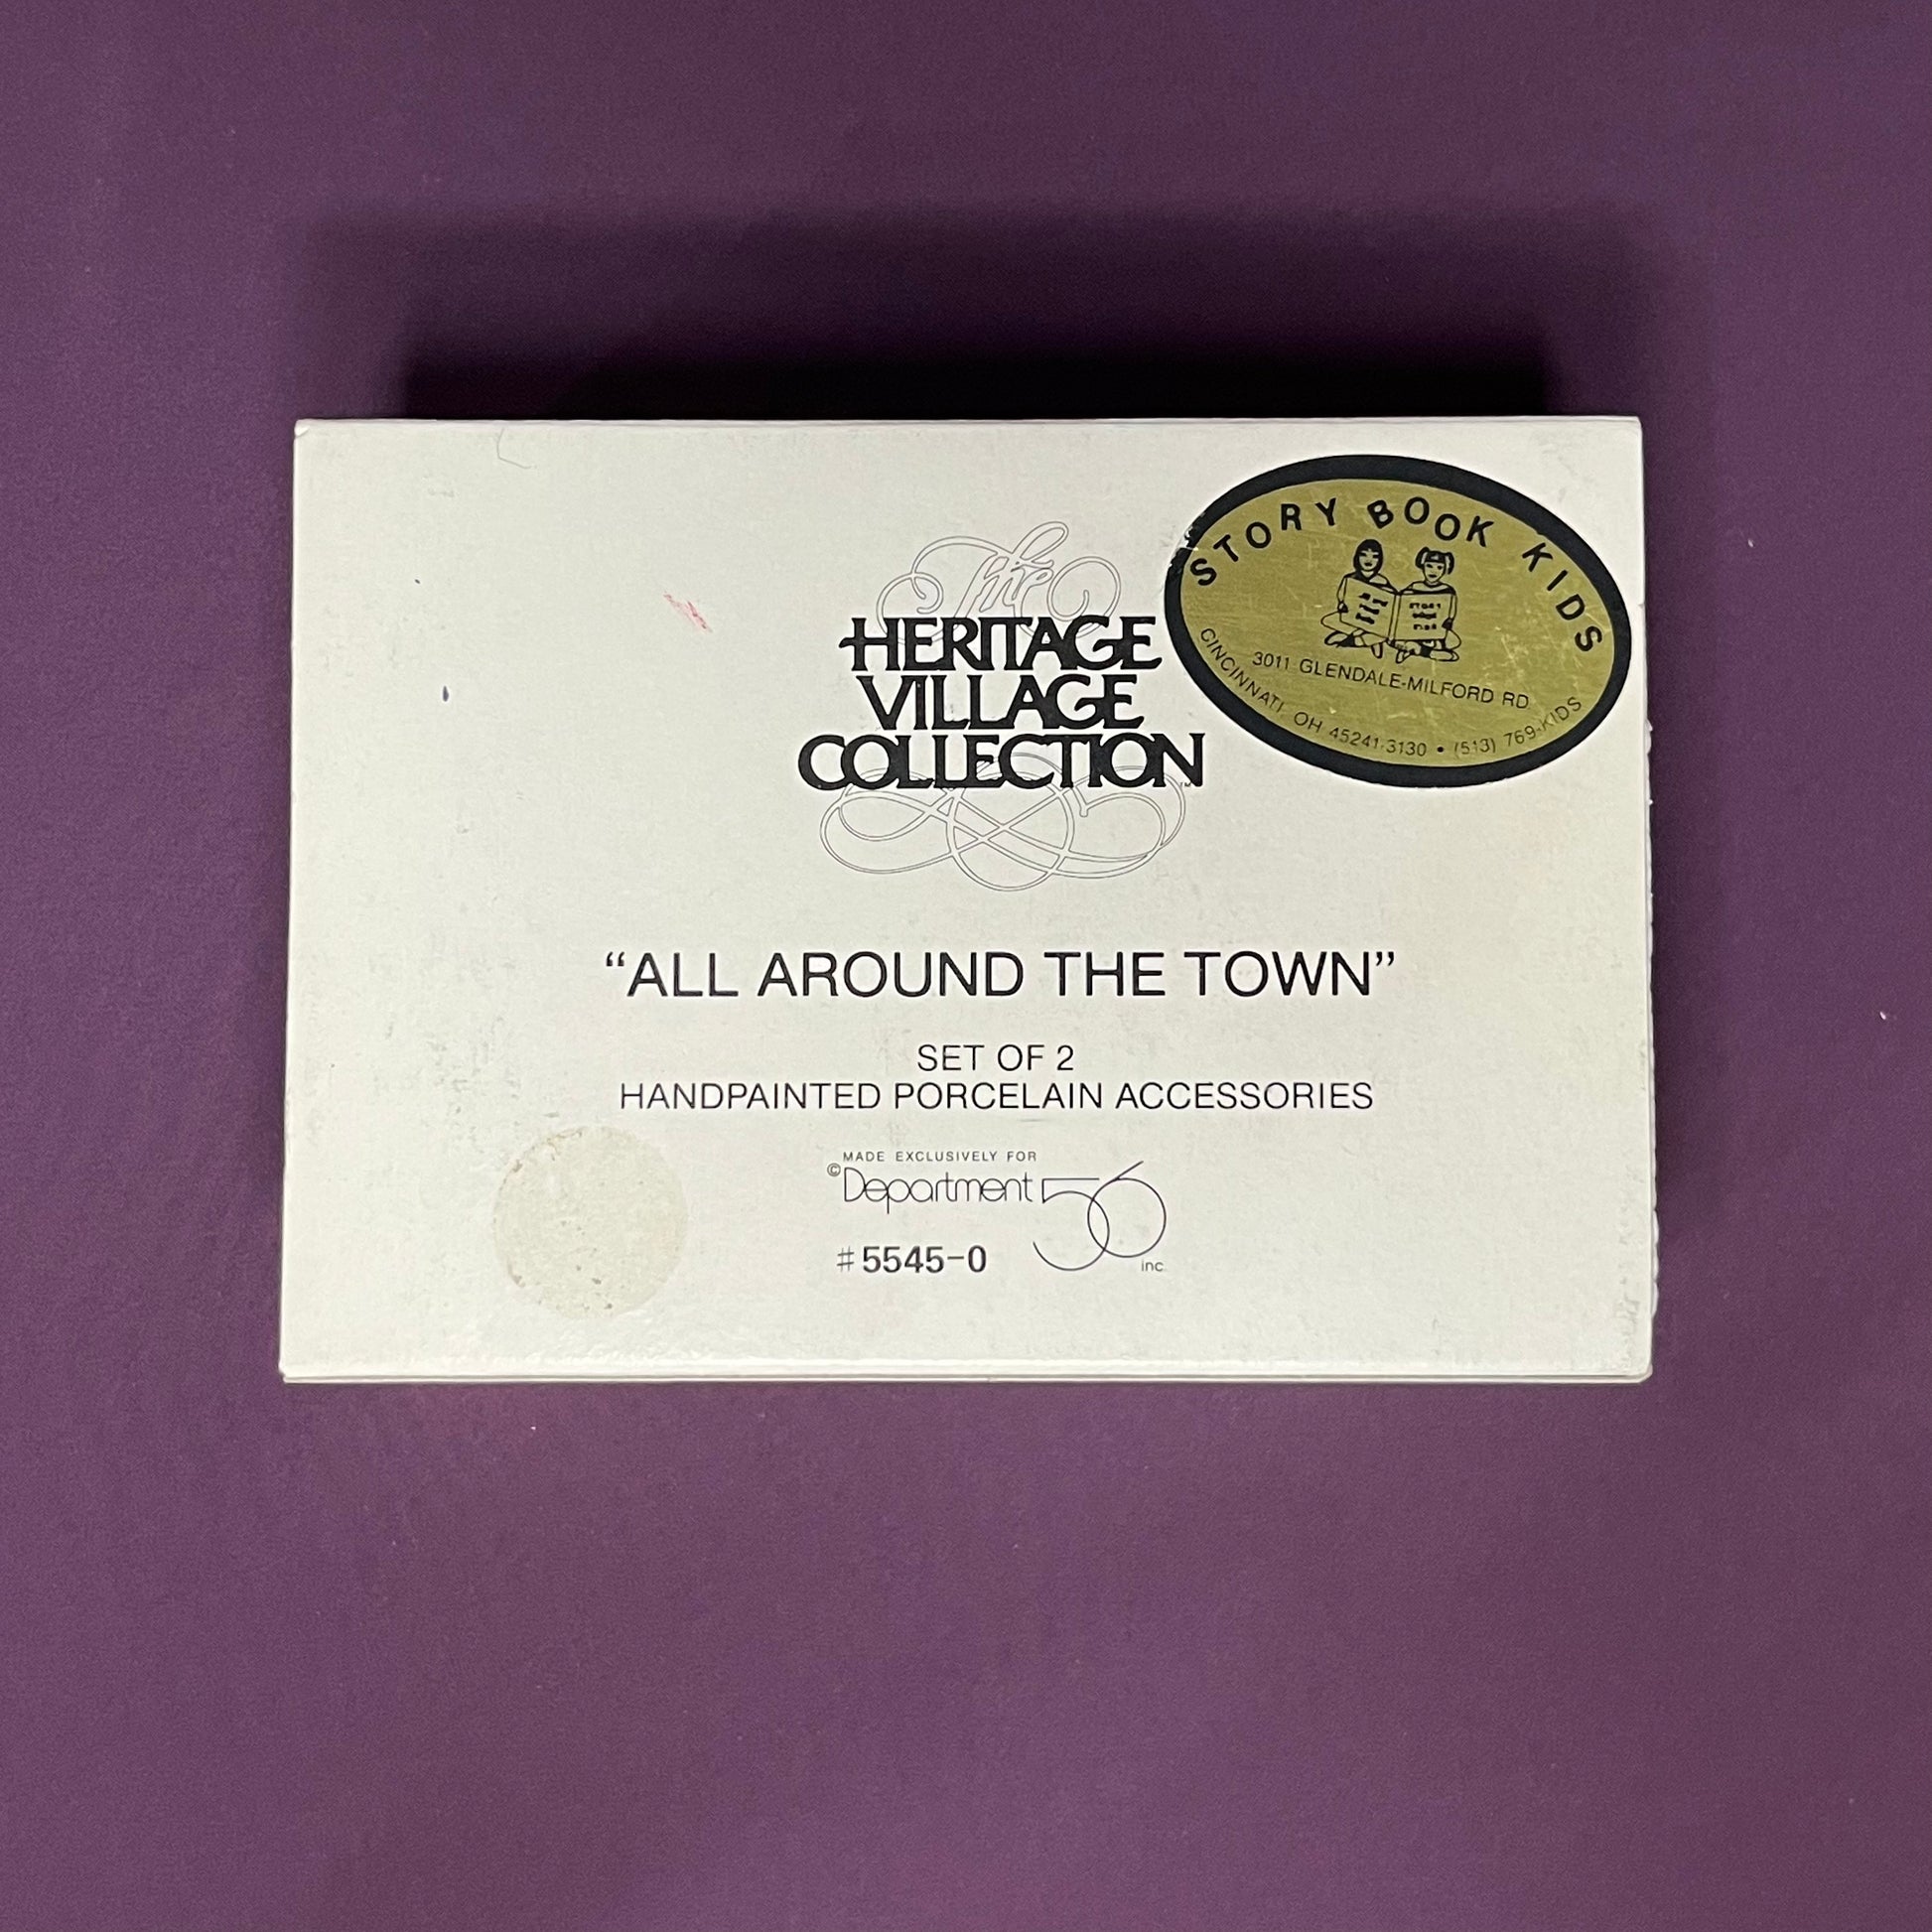 The
HERITAGE
VILLAGE
COLLECTION
STORY BOOK KIDS
3011 GLENDALE-MILFORD RD
CINCINNATI OH 45241-3130 • (513) 769-KIDS
“ALL AROUND THE TOWN”
SET OF 2
HANDPAINTED PORCELAIN ACCESSORIES
MADE EXCLUSIVELY FOR
©Department 56
inc.
#5545-0